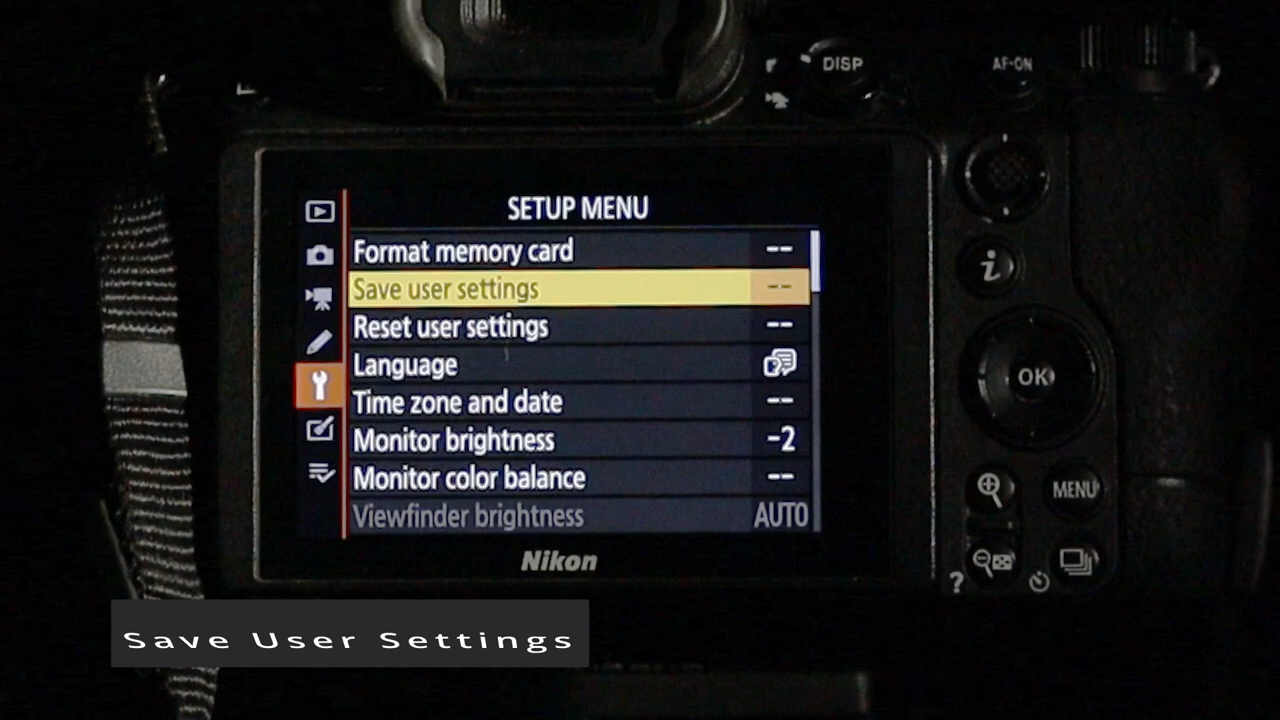 DISP
AF-ON
SETUP MENU
Format memory card --
Save user settings --
Reset user settings --
Language
Time zone and date --
Monitor brightness -2
Monitor color balance --
Viewfinder brightness AUTO
Nikon
i
OK
MENU
?
Save User Settings